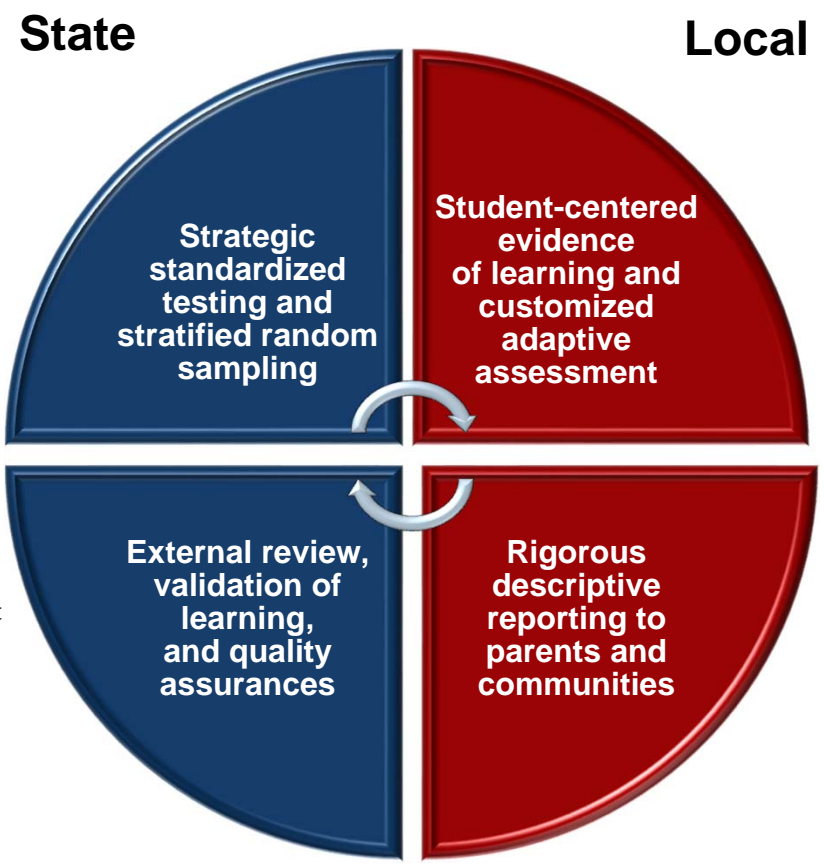 State
Local
Strategic
standardized
testing and
stratified random
sampling
Student-centered
evidence
of learning and
customized
adaptive
assessment
External review,
validation of
learning,
and quality
assurances
Rigorous
descriptive
reporting to
parents and
communities